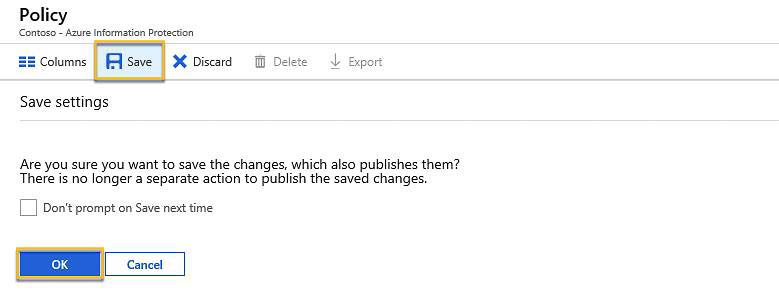 Policy
Contoso - Azure Information Protection
Columns Save Discard Delete Export
Save settings
Are you sure you want to save the changes, which also publishes them?
There is no longer a separate action to publish the saved changes.
Don't prompt on Save next time
OK Cancel